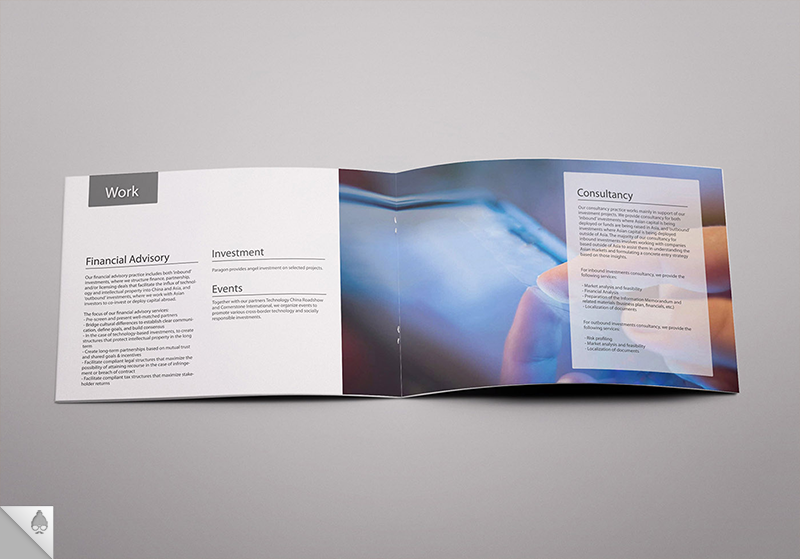 Work
Financial Advisory
Our financial advisory practice includes both 'inbound'
investments, where we structure finance, partnership,
and/or licensing deals that facilitate the influx of technol-
ogy and intellectual property into China and Asia, and
'outbound' investments, where we work with Asian
investors to co invest or deploy capital abroad.
The focus of our financial advisory services:
- Pre-screen and present well-matched partners
- Bridge cultural differences to establish clear communi-
cation, define goals, and build consensus
- In the case of technology-based investments, to create
structures that protect intellectual property in the long
term
- Create long-term partnerships based on mutual trust
and shared goals & incentives
- Facilitate compliant legal structures that maximize the
possibility of attaining recourse in the case of infringe-
ment or breach of contract
- Facilitate compliant tax structures that maximize stake-
holder returns
Investment
Paragon provides angel investment on selected projects.
Events
Together with our partners Technology China Roadshow
and Cornerstone International, we organize events to
promote various cross-border technology and socially
responsible investments.
Consultancy
Our consultancy practice works mainly in support of our
investment projects. We provide consultancy for both
'inbound' investments where Asian capital is being
deployed or funds are being raised in Asia, and 'outbound'
investments where Asian capital is being deployed
outside of Asia. The majority of our consultancy for
inbound investments involves working with companies
based outside of Asia to assist them in understanding the
Asian markets and formulating a concrete entry strategy
based on those insights.
For inbound investments consultancy, we provide the
following services:
- Market analysis and feasibility
- Financial Analysis
- Preparation of the Information Memorandum and
other materials (business plan, financials, etc.)
- Localization of documents
For outbound investments consultancy, we provide the
following services:
- Risk profiling
- Market analysis and feasibility
- Localization of documents